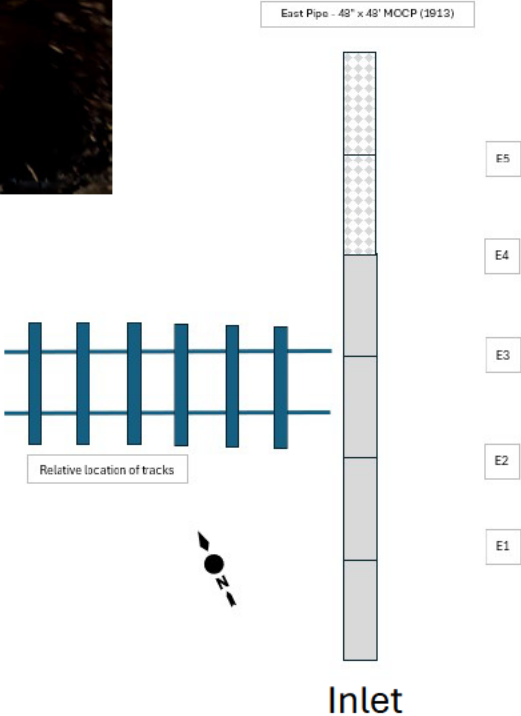 East Pipe - 48" x 48' MOCP (1913)
E5
E4
E3
E2
Relative location of tracks
E1
N
Inlet